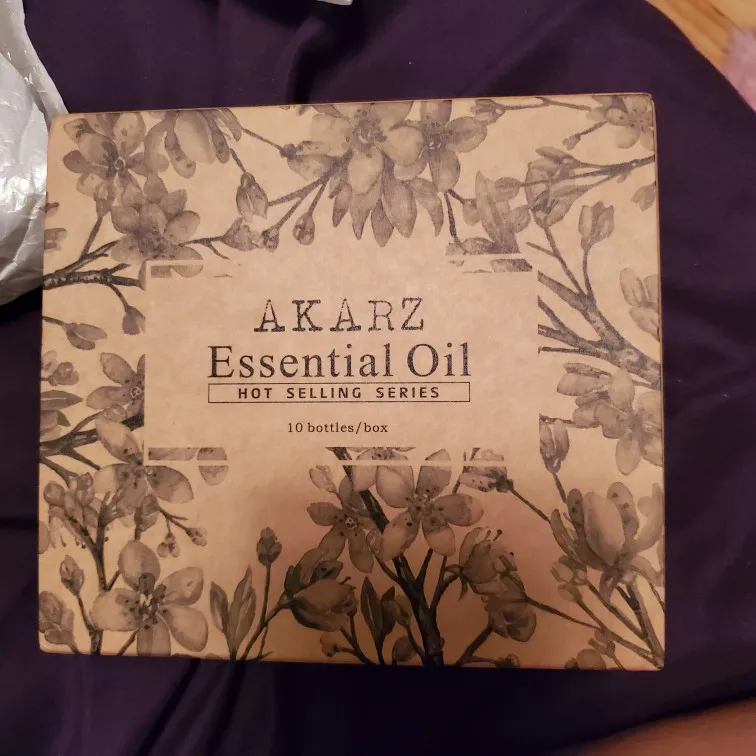 AKARZ
Essential Oil
HOT SELLING SERIES
10 bottles/box